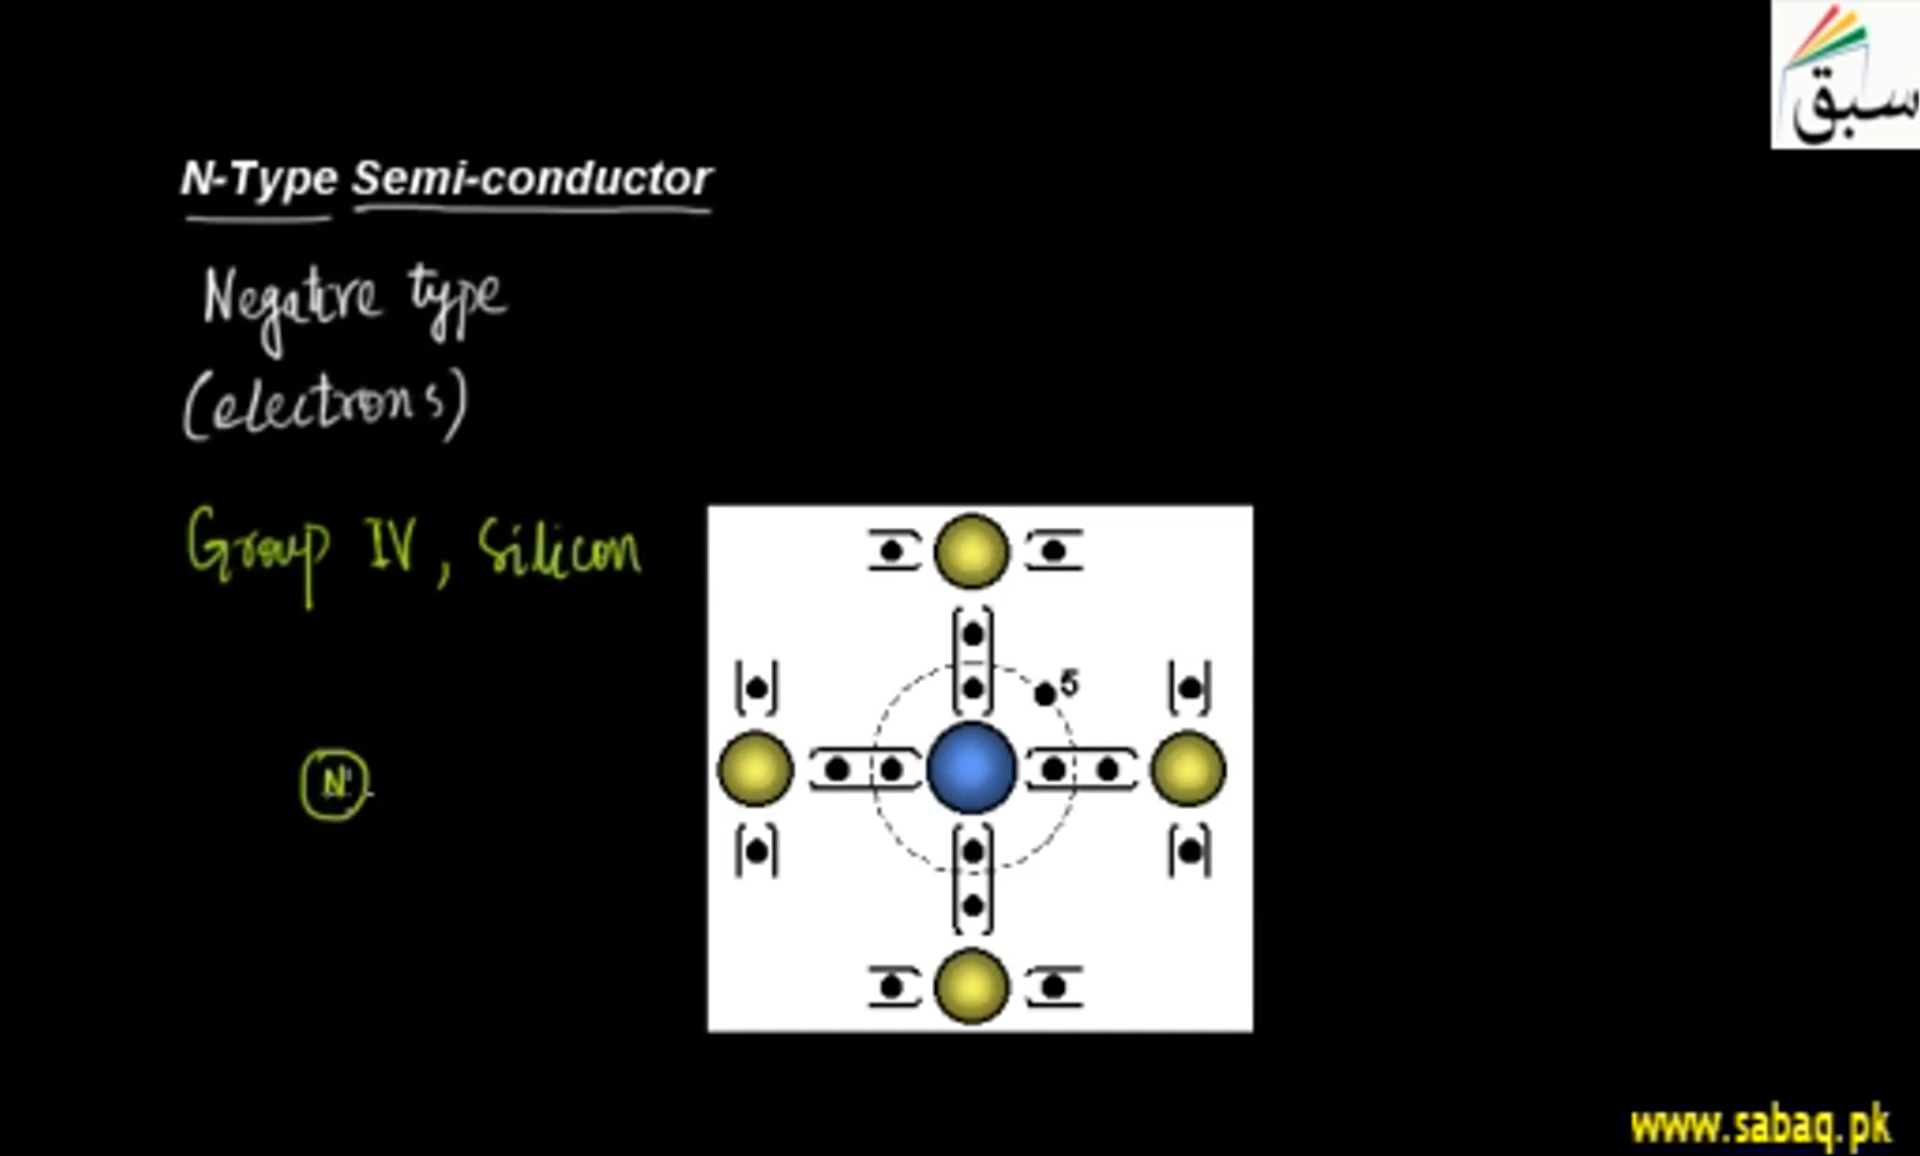 سبق
N-Type Semi-conductor
Negative type
(electrons)
Group IV, Silicon
5
N
www.sabaq.pk